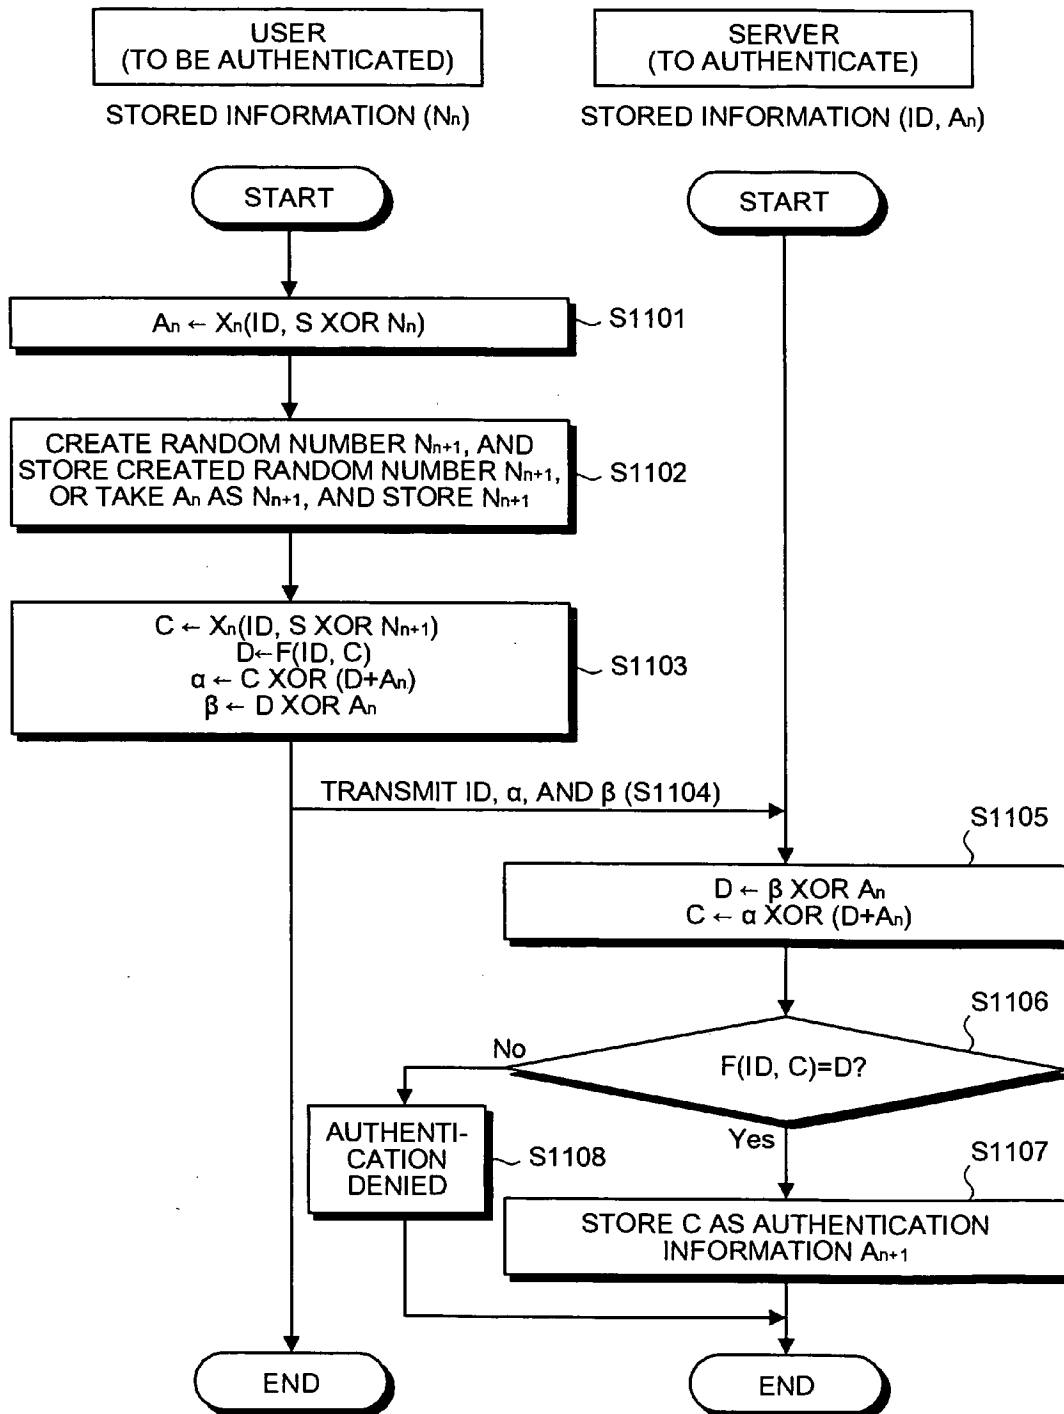 USER
(TO BE AUTHENTICATED)
STORED INFORMATION (Nn)
SERVER
(TO AUTHENTICATE)
STORED INFORMATION (ID, An)
START
START
An ← Xn(ID, S XOR Nn)
S1101
CREATE RANDOM NUMBER Nn+1, AND
STORE CREATED RANDOM NUMBER Nn+1,
OR TAKE An AS Nn+1, AND STORE Nn+1
S1102
C ← Xn(ID, S XOR Nn+1)
D←F(ID, C)
α ← C XOR (D+An)
β ← D XOR An
S1103
TRANSMIT ID, α, AND β (S1104)
S1105
D ← β XOR An
C ← α XOR (D+An)
S1106
No
F(ID, C)=D?
Yes
AUTHENTI-
CATION
DENIED
S1108
S1107
STORE C AS AUTHENTICATION
INFORMATION An+1
END
END